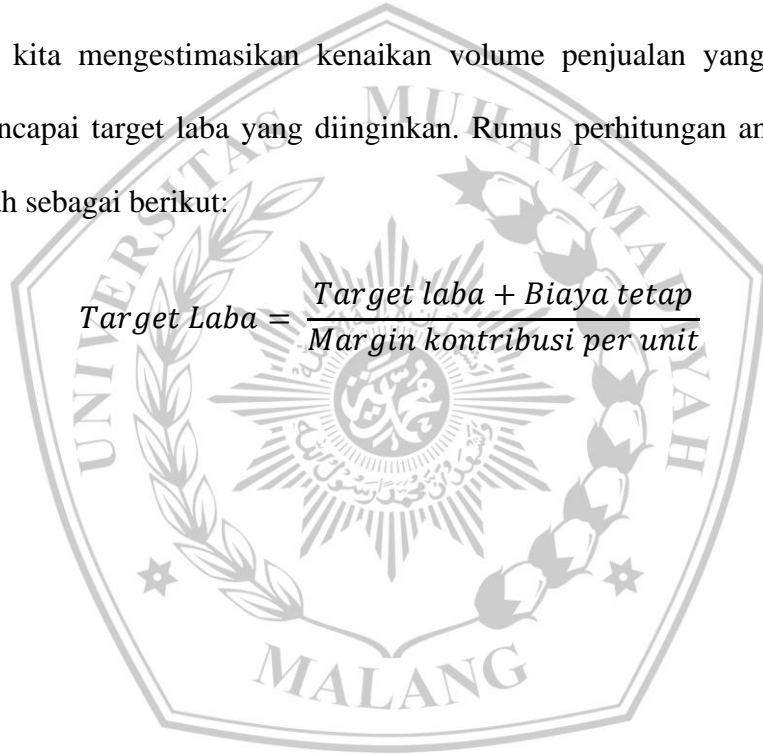 kita mengestimasikan kenaikan volume penjualan yang
ncapai target laba yang diinginkan. Rumus perhitungan an
h sebagai berikut:
Target Laba = Target laba + Biaya tetap
Margin kontribusi per unit
UNIVERSITAS MUHAMMADIYAH
MALANG